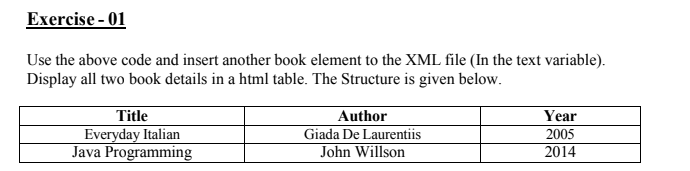 Exercise - 01
Use the above code and insert another book element to the XML file (In the text variable).
Display all two book details in a html table. The Structure is given below.
Title Author Year
Everyday Italian Giada De Laurentiis 2005
Java Programming John Willson 2014